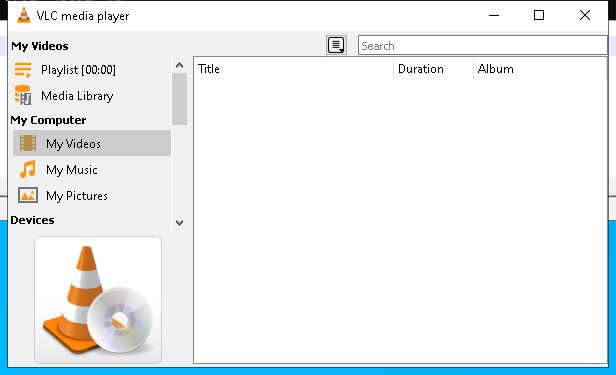 VLC media player
My Videos
Search
Playlist [00:00]
Media Library
My Computer
My Videos
My Music
My Pictures
Devices
Title Duration Album